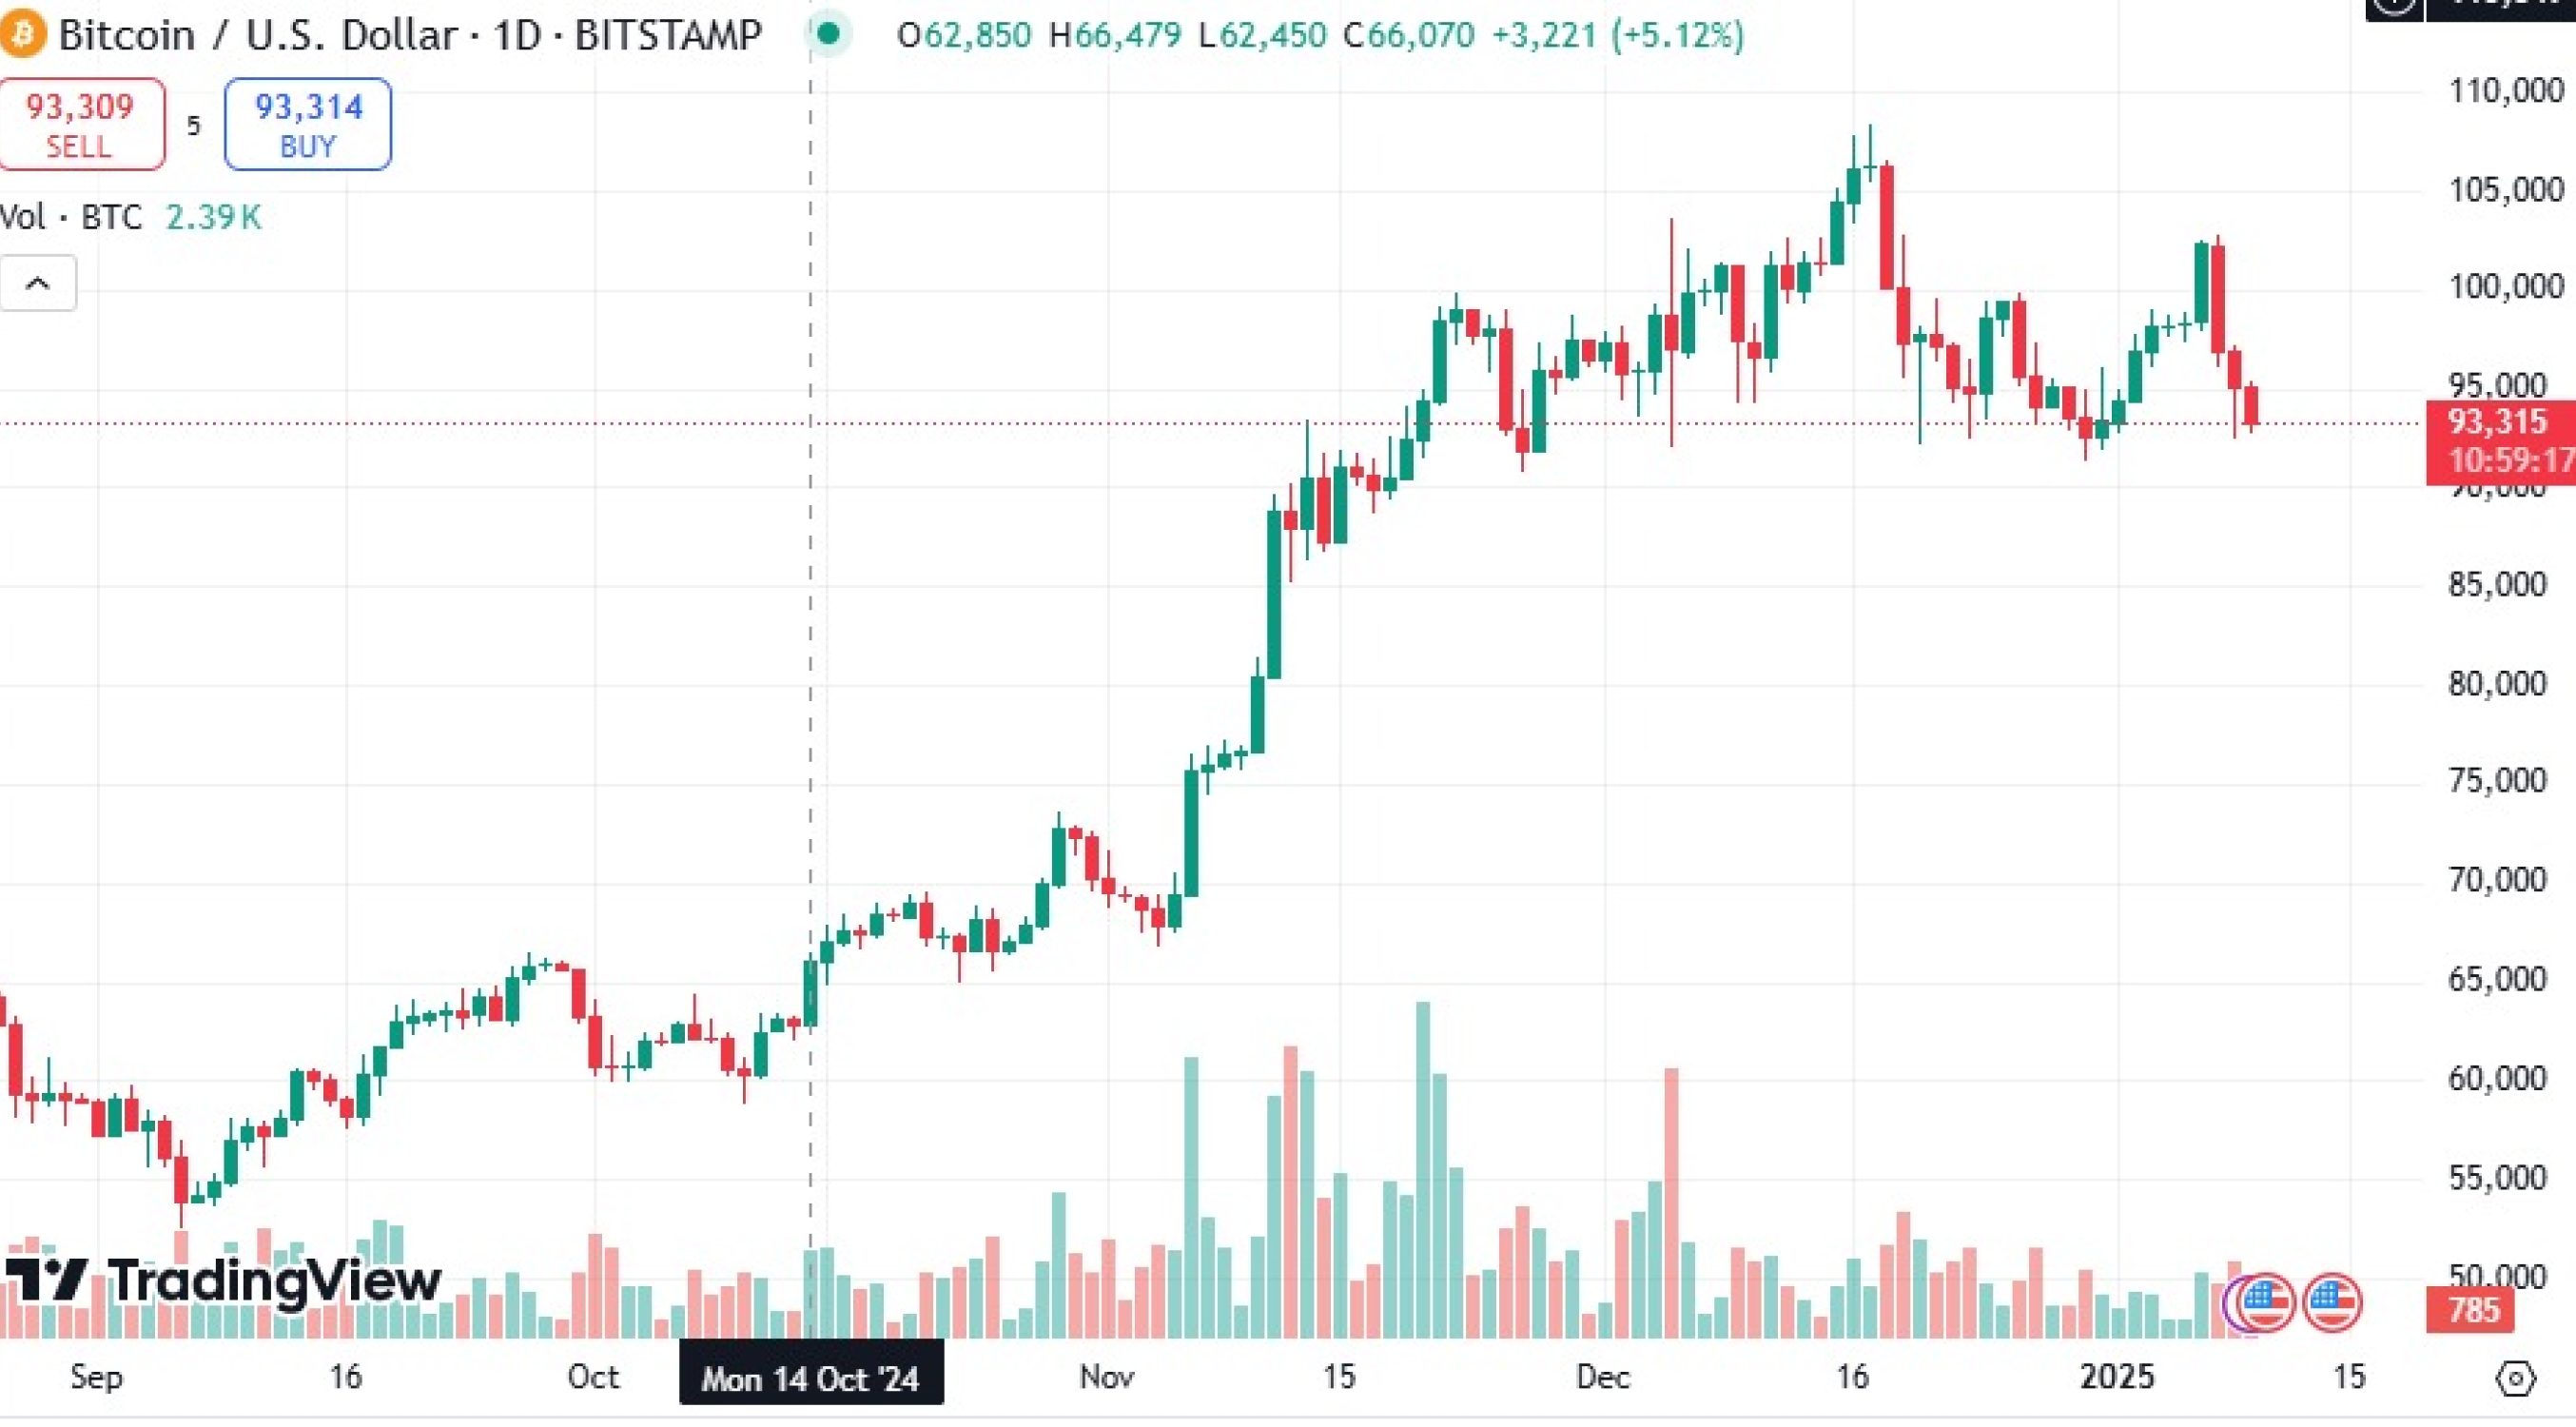 Bitcoin / U.S. Dollar · 1D · BITSTAMP O62,850 H66,479 L62,450 C66,070 +3,221 (+5.12%)
93,309 SELL
5
93,314 BUY
Vol · BTC 2.39K
110,000
105,000
100,000
95,000
93,315
10:59:17
90,000
85,000
80,000
75,000
70,000
65,000
60,000
55,000
50,000
785
TradingView
Sep 16 Oct Mon 14 Oct '24 Nov 15 Dec 16 2025 15